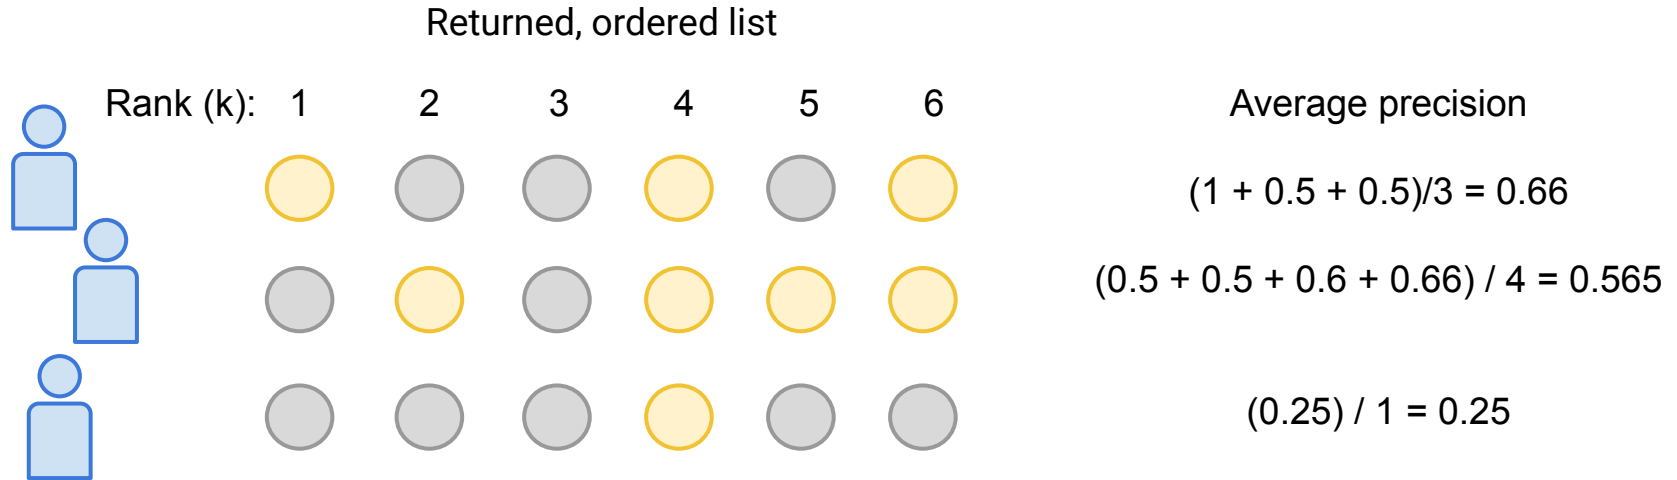 Returned, ordered list
Rank (k): 1 2 3 4 5 6 Average precision
(1 + 0.5 + 0.5)/3 = 0.66
(0.5 + 0.5 + 0.6 + 0.66) / 4 = 0.565
(0.25) / 1 = 0.25